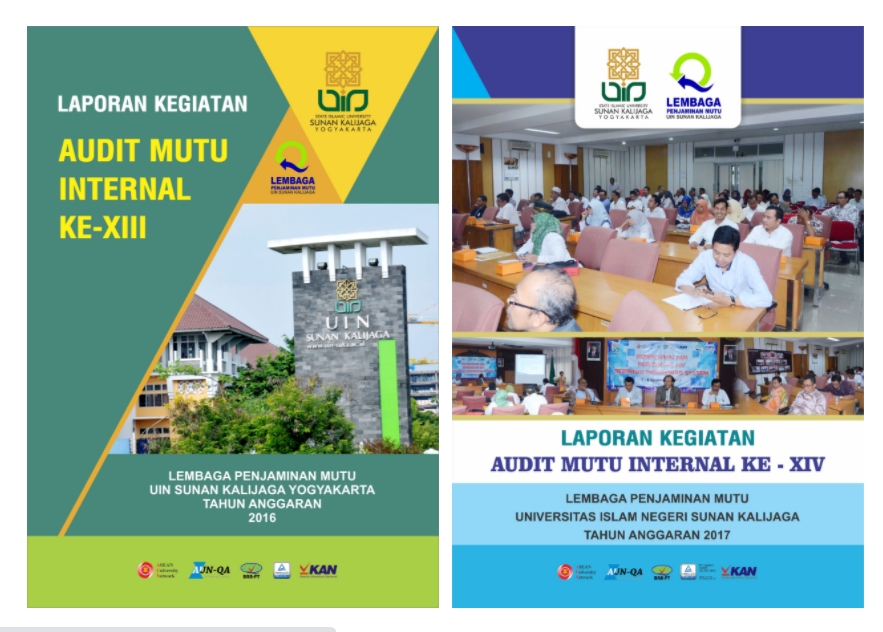 LAPORAN KEGIATAN
AUDIT MUTU
INTERNAL
KE-XIII
STATE ISLAMIC UNIVERSITY
SUNAN KALIJAGA
YOGYAKARTA
LEMBAGA
PENJAMINAN MUTU
UIN SUNAN KALIJAGA
UIN
SUNAN KALIJAGA
LEMBAGA PENJAMINAN MUTU
UIN SUNAN KALIJAGA YOGYAKARTA
TAHUN ANGGARAN
2016
ASEAN
University
Network
AUN-QA
BAN-PT
KAN
STATE ISLAMIC UNIVERSITY
SUNAN KALIJAGA
YOGYAKARTA
LEMBAGA
PENJAMINAN MUTU
UIN SUNAN KALIJAGA
LAPORAN KEGIATAN
AUDIT MUTU INTERNAL KE - XIV
LEMBAGA PENJAMINAN MUTU
UNIVERSITAS ISLAM NEGERI SUNAN KALIJAGA
TAHUN ANGGARAN 2017
ASEAN
University
Network
AUN-QA
BAN-PT
KAN